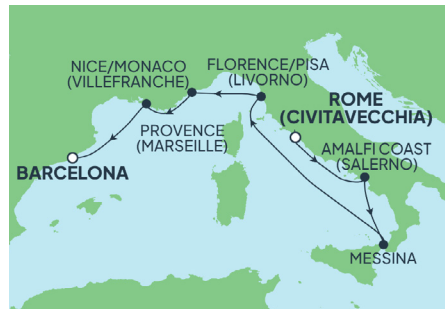 NICE/MONACO
(VILLEFRANCHE)
FLORENCE/PISA
(LIVORNO)
ROME
(CIVITAVECCHIA)
PROVENCE
(MARSEILLE)
AMALFI COAST
(SALERNO)
BARCELONA
MESSINA